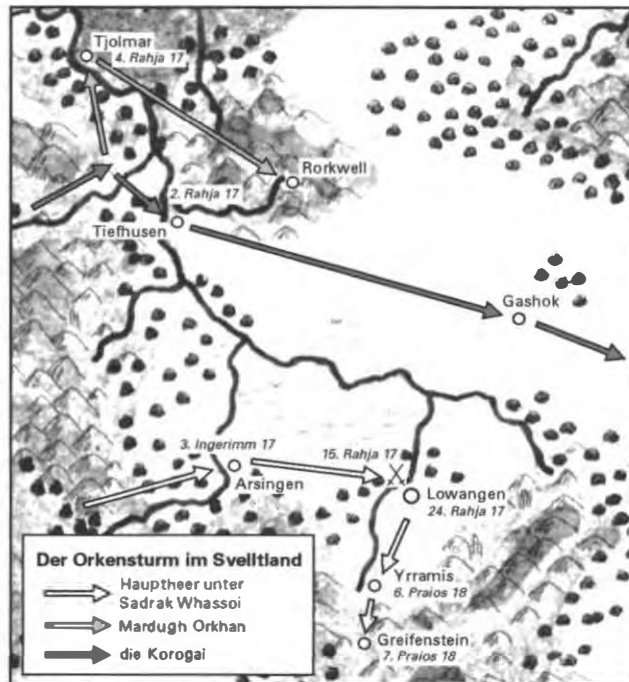 Tjolmar
4. Rahja 17
Rorkwell
2. Rahja 17
Tiefhusen
Gashok
3. Ingerimm 17
15. Rahja 17
Arsingen
Lowangen
24. Rahja 17
Yrramis
6. Praios 18
Greifenstein
7. Praios 18
Der Orkensturm im Svelltland
Hauptheer unter
Sadrak Whassoi
Mardugh Orkhan
die Korogai